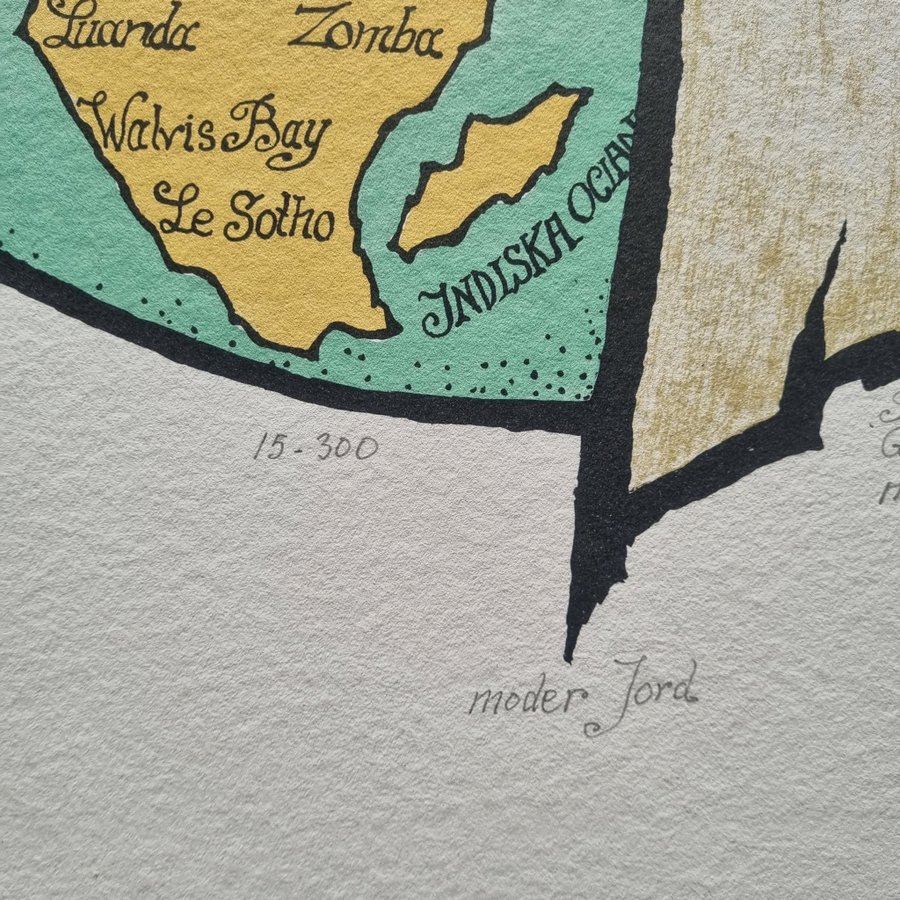 Luanda Zomba
Walvis Bay
Le Sotho
INDISKA OCIAN
15-300
moder Jord